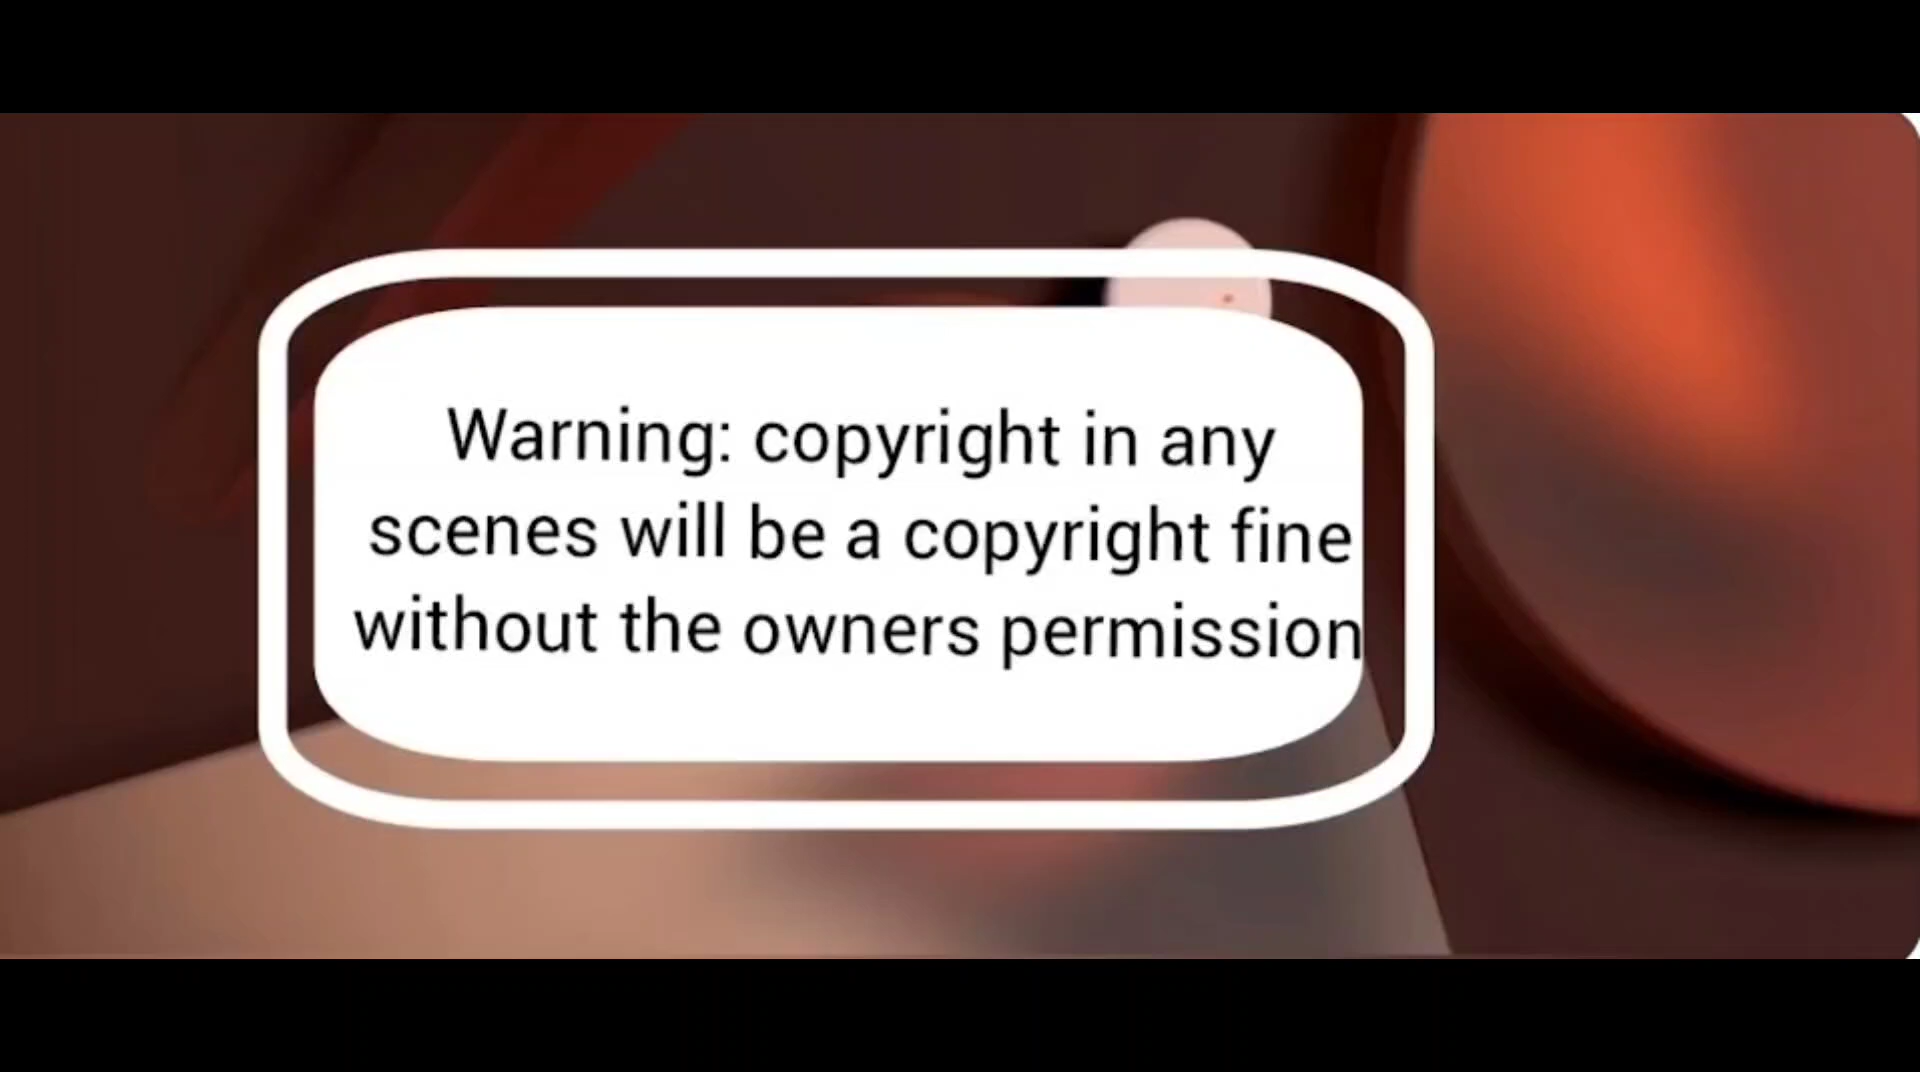 Warning: copyright in any
scenes will be a copyright fine
without the owners permission